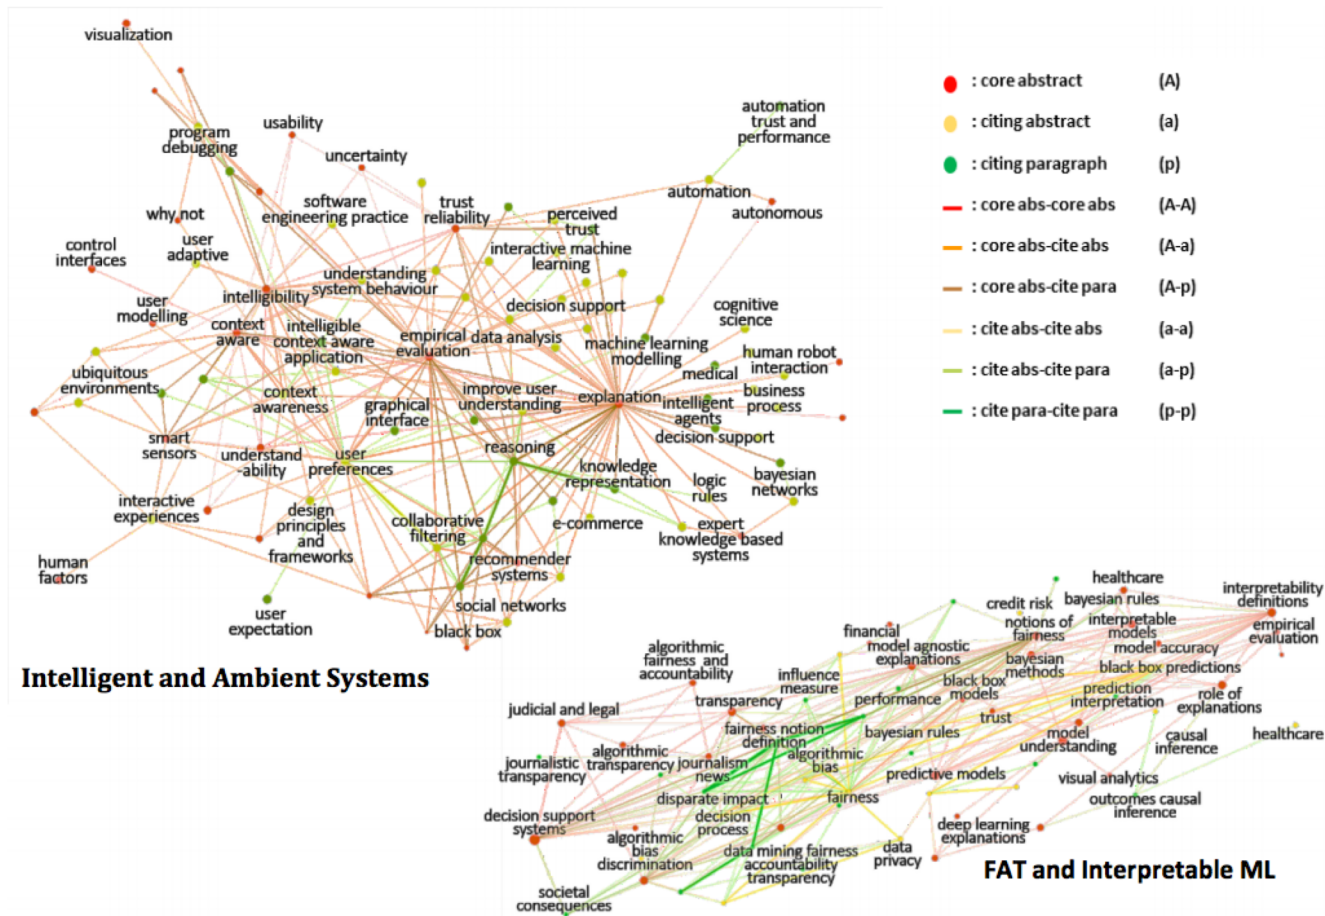 visualization
program
debugging
usability
uncertainty
automation
trust and
performance
software
engineering practice
trust
reliability
perceived
trust
automation
autonomous
why not
user
adaptive
control
interfaces
interactive machine
learning
understanding
system behaviour
intelligibility
decision support
user
modelling
context
aware
intelligible
context aware
application
empirical
evaluation
data analysis
machine learning
modelling
cognitive
science
human robot
interaction
medical
ubiquitous
environments
context
awareness
improve user
understanding
explanation
intelligent
agents
business
process
graphical
interface
decision support
smart
sensors
understand
-ability
user
preferences
reasoning
knowledge
representation
logic
rules
bayesian
networks
interactive
experiences
design
principles
and
frameworks
collaborative
filtering
e-commerce
expert
knowledge based
systems
human
factors
recommender
systems
user
expectation
social networks
black box
Intelligent and Ambient Systems
: core abstract (A)
: citing abstract (a)
: citing paragraph (p)
: core abs-core abs (A-A)
: core abs-cite abs (A-a)
: core abs-cite para (A-p)
: cite abs-cite abs (a-a)
: cite abs-cite para (a-p)
: cite para-cite para (p-p)
healthcare
interpretability
definitions
credit risk
bayesian rules
notions of
fairness
interpretable
models
empirical
evaluation
financial
model agnostic
explanations
model accuracy
algorithmic
fairness and
accountability
influence
measure
bayesian
methods
black box predictions
black box
models
prediction
interpretation
role of
explanations
transparency
performance
judicial and legal
fairness notion
definition
bayesian rules
trust
model
understanding
causal
inference
healthcare
algorithmic
transparency
journalistic
transparency
journalism
news
algorithmic
bias
predictive models
visual analytics
disparate impact
fairness
outcomes causal
inference
decision support
systems
decision
process
deep learning
explanations
algorithmic
bias
discrimination
data mining fairness
accountability
transparency
data
privacy
societal
consequences
FAT and Interpretable ML